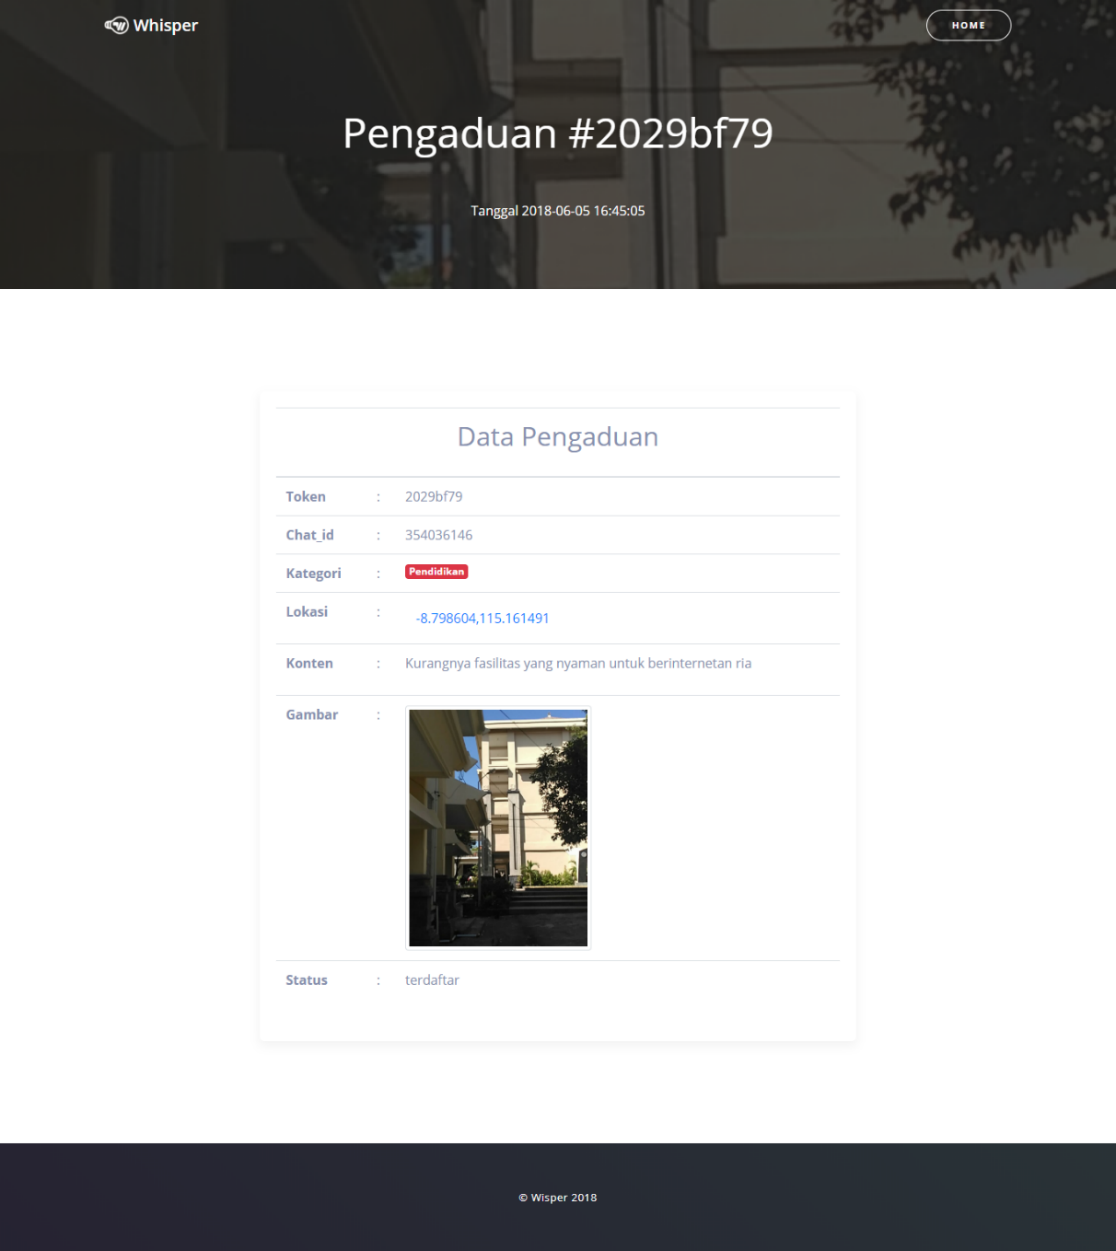 Whisper
HOME
Pengaduan #2029bf79
Tanggal 2018-06-05 16:45:05
Data Pengaduan
Token : 2029bf79
Chat_id : 354036146
Kategori : Pendidikan
Lokasi : -8.798604,115.161491
Konten : Kurangnya fasilitas yang nyaman untuk berinternetan ria
Gambar :
Status : terdaftar
© Wisper 2018